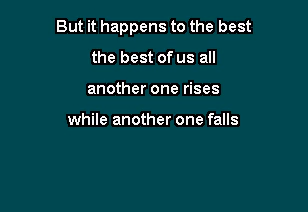 But it happens to the best
the best of us all
another one rises
while another one falls